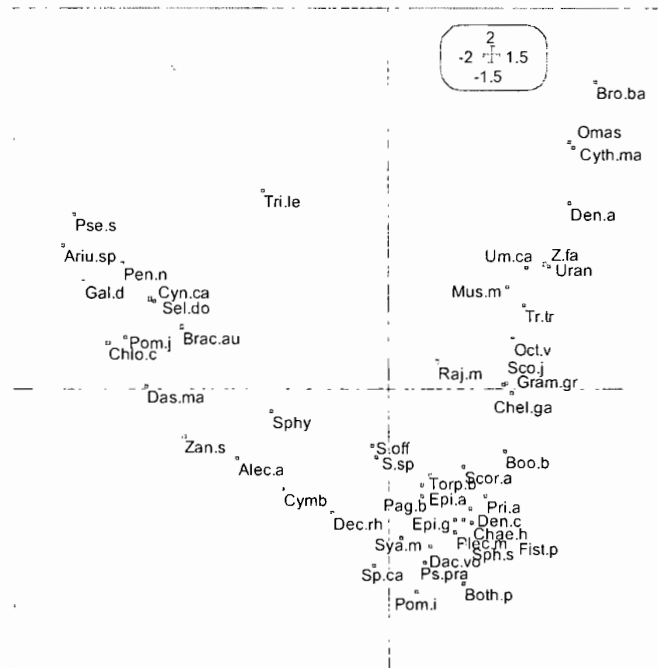 2
-2 1.5
-1.5
Bro.ba
Omas
Cyth.ma
Tri.le
Den.a
Pse.s
Ariu.sp
Um.ca
Z.fa
Pen.n
Uran
Gal.d
Cyn.ca
Mus.m
Sel.do
Tr.tr
Brac.au
Pom.j
Oct.v
Chlo.c
Sco.j
Raj.m
Gram.gr
Das.ma
Chel.ga
Sphy
Zan.s
S.off
Alec.a
S.sp
Boo.b
Scor.a
Torp.b
Cymb
Epi.a
Pag.b
Pri.a
Dec.rh
Epi.g
Den.c
Chae.h
Sya.m
Plec.m
Fist.p
Sph.s
Dac.vo
Sp.ca
Ps.pra
Both.p
Pom.i